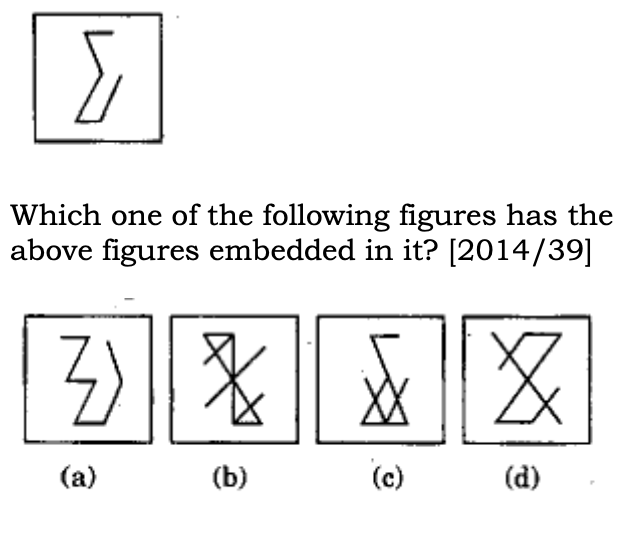 Which one of the following figures has the
above figures embedded in it? [2014/39]
(a) (b) (c) (d)